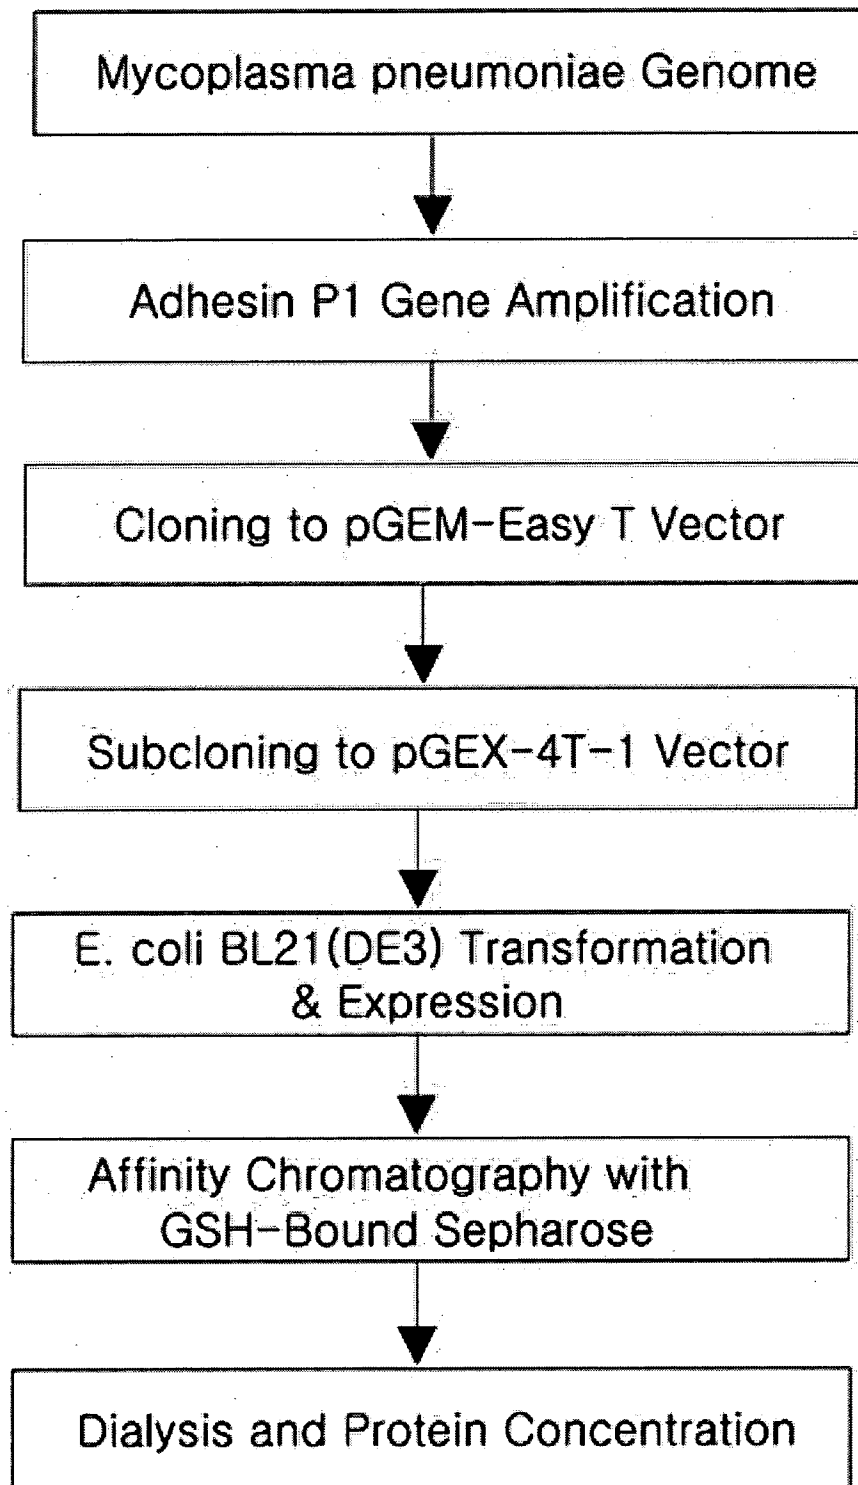 Mycoplasma pneumoniae Genome
Adhesin P1 Gene Amplification
Cloning to pGEM-Easy T Vector
Subcloning to pGEX-4T-1 Vector
E. coli BL21(DE3) Transformation
& Expression
Affinity Chromatography with
GSH-Bound Sepharose
Dialysis and Protein Concentration